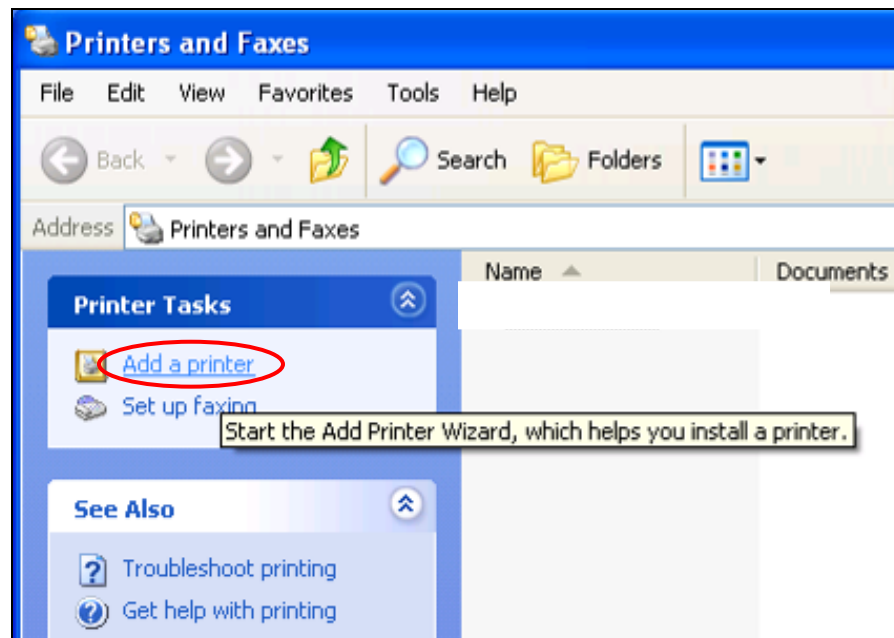 Printers and Faxes
File Edit View Favorites Tools Help
Back Search Folders
Address Printers and Faxes
Name Documents
Printer Tasks
Add a printer
Set up faxing
Start the Add Printer Wizard, which helps you install a printer.
See Also
Troubleshoot printing
Get help with printing